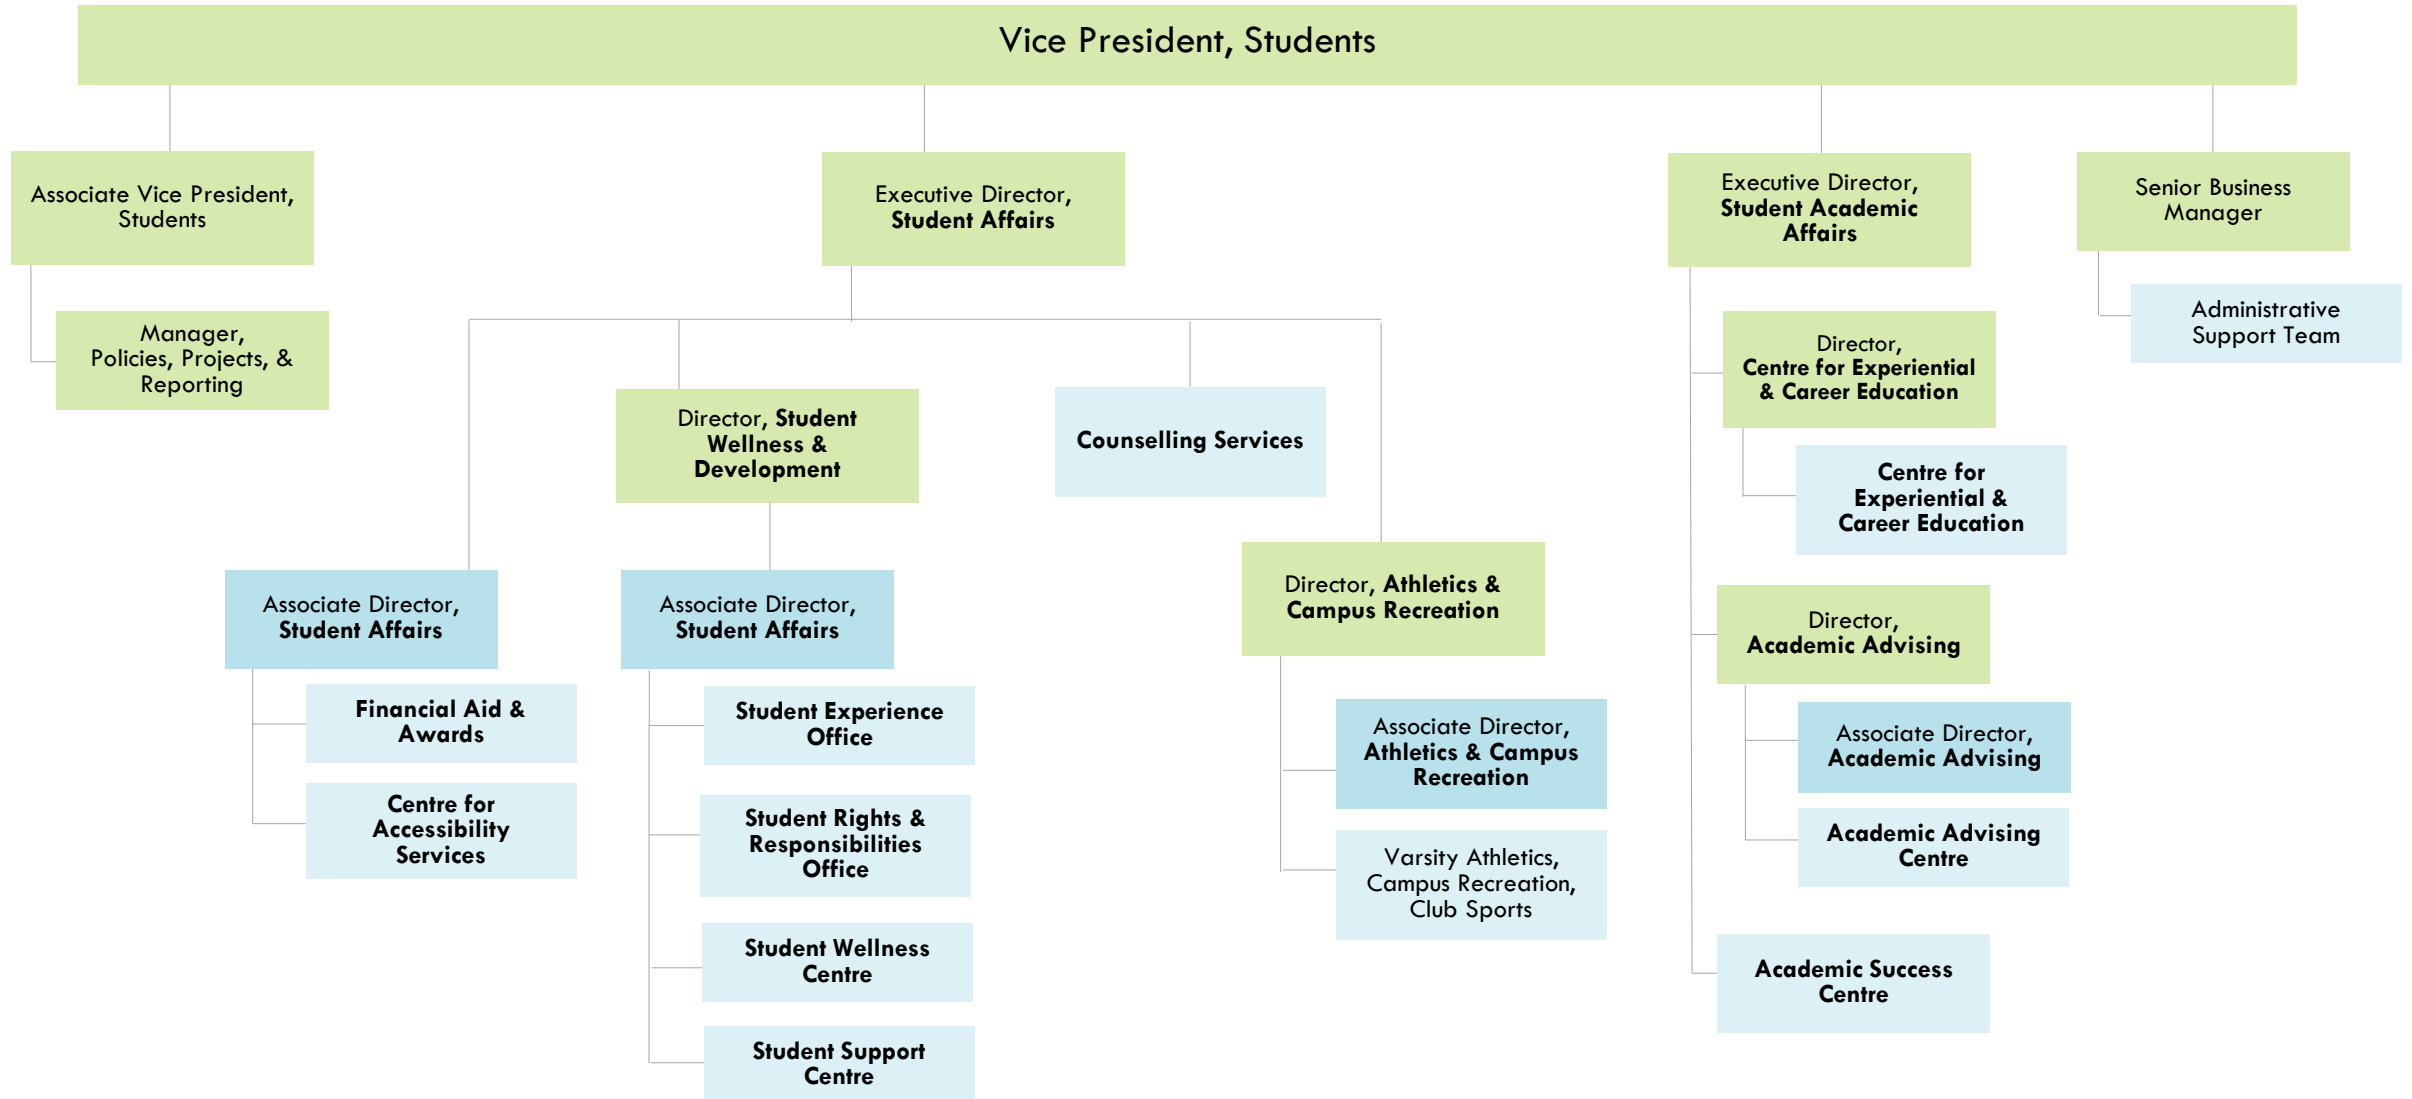 Vice President, Students
Associate Vice President,
Students
Manager,
Policies, Projects, &
Reporting
Executive Director,
Student Affairs
Associate Director,
Student Affairs
Financial Aid &
Awards
Centre for
Accessibility
Services
Director, Student
Wellness &
Development
Associate Director,
Student Affairs
Student Experience
Office
Student Rights &
Responsibilities
Office
Student Wellness
Centre
Student Support
Centre
Counselling Services
Director, Athletics &
Campus Recreation
Associate Director,
Athletics & Campus
Recreation
Varsity Athletics,
Campus Recreation,
Club Sports
Executive Director,
Student Academic
Affairs
Director,
Centre for Experiential
& Career Education
Centre for
Experiential &
Career Education
Director,
Academic Advising
Associate Director,
Academic Advising
Academic Advising
Centre
Academic Success
Centre
Senior Business
Manager
Administrative
Support Team